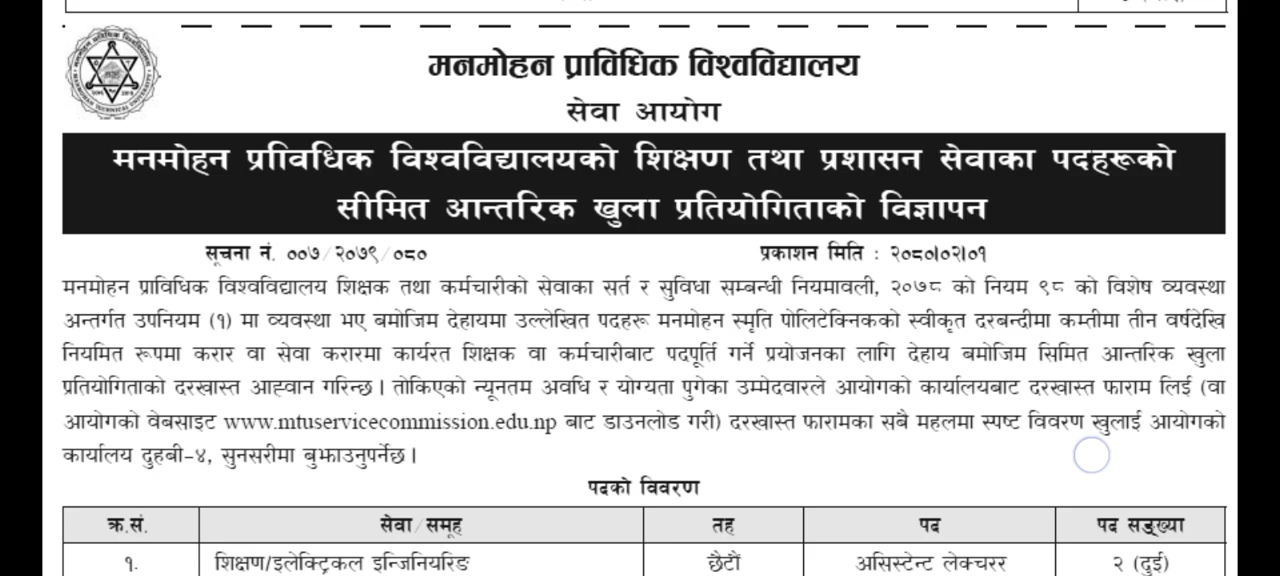 मनमोहन प्राविधिक विश्वविद्यालय
सेवा आयोग
मनमोहन प्राविधिक विश्वविद्यालयको शिक्षण तथा प्रशासन सेवाका पदहरूको
सीमित आन्तरिक खुला प्रतियोगिताको विज्ञापन
सूचना नं. ००७/२०७९/०८० प्रकाशन मिति : २०८०।०२।०१
मनमोहन प्राविधिक विश्वविद्यालय शिक्षक तथा कर्मचारीको सेवाका सर्त र सुविधा सम्बन्धी नियमावली, २०७८ को नियम ९८ को विशेष व्यवस्था
अन्तर्गत उपनियम (१) मा व्यवस्था भए बमोजिम देहायमा उल्लेखित पदहरू मनमोहन स्मृति पोलिटेक्निकको स्वीकृत दरबन्दीमा कम्तीमा तीन वर्षदेखि
नियमित रूपमा करार वा सेवा करारमा कार्यरत शिक्षक वा कर्मचारीबाट पदपूर्ति गर्ने प्रयोजनका लागि देहाय बमोजिम सिमित आन्तरिक खुला
प्रतियोगिताको दरखास्त आह्वान गरिन्छ। तोकिएको न्यूनतम अवधि र योग्यता पुगेका उम्मेदवारले आयोगको कार्यालयबाट दरखास्त फाराम लिई (वा
आयोगको वेबसाइट www.mtuservicecommission.edu.np बाट डाउनलोड गरी) दरखास्त फारामका सबै महलमा स्पष्ट विवरण खुलाई आयोगको
कार्यालय दुहबी-४, सुनसरीमा बुझाउनुपर्नेछ।
पदको विवरण
क्र.सं. सेवा/समूह तह पद पद सङ्ख्या
१. शिक्षण/इलेक्ट्रिकल इन्जिनियरिङ छैटौं असिस्टेन्ट लेक्चरर २ (दुई)